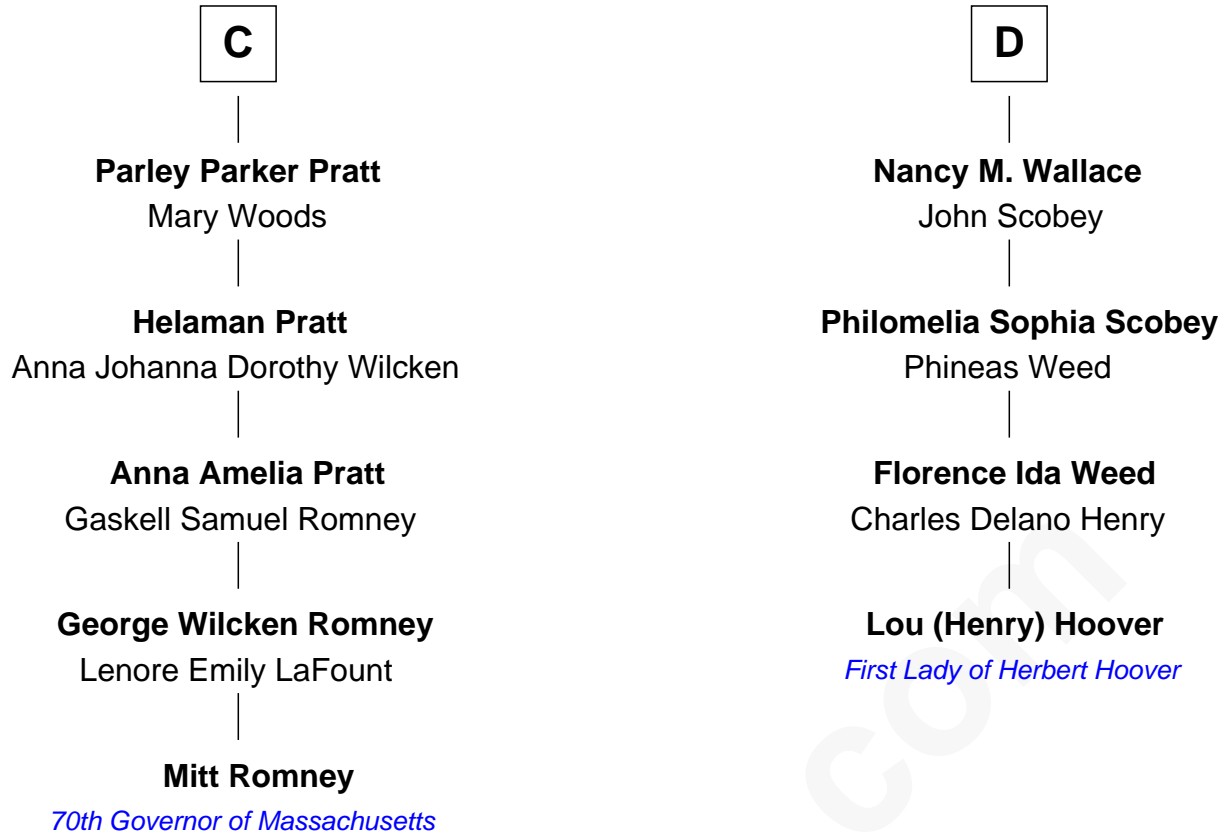 C
Parley Parker Pratt
Mary Woods
Helaman Pratt
Anna Johanna Dorothy Wilcken
Anna Amelia Pratt
Gaskell Samuel Romney
George Wilcken Romney
Lenore Emily LaFount
Mitt Romney
70th Governor of Massachusetts
D
Nancy M. Wallace
John Scobey
Philomelia Sophia Scobey
Phineas Weed
Florence Ida Weed
Charles Delano Henry
Lou (Henry) Hoover
First Lady of Herbert Hoover
com